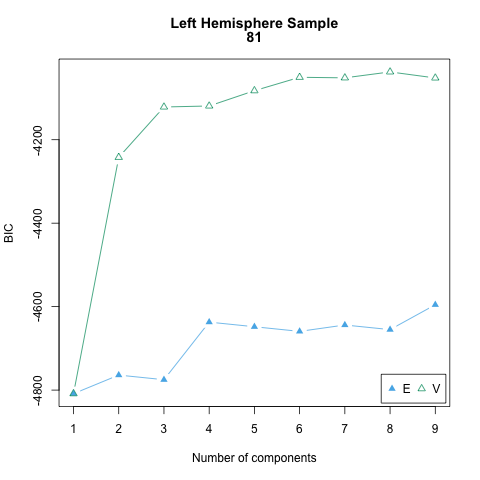 Left Hemisphere Sample
81
BIC
-4200
-4400
-4600
-4800
1 2 3 4 5 6 7 8 9
Number of components
E V